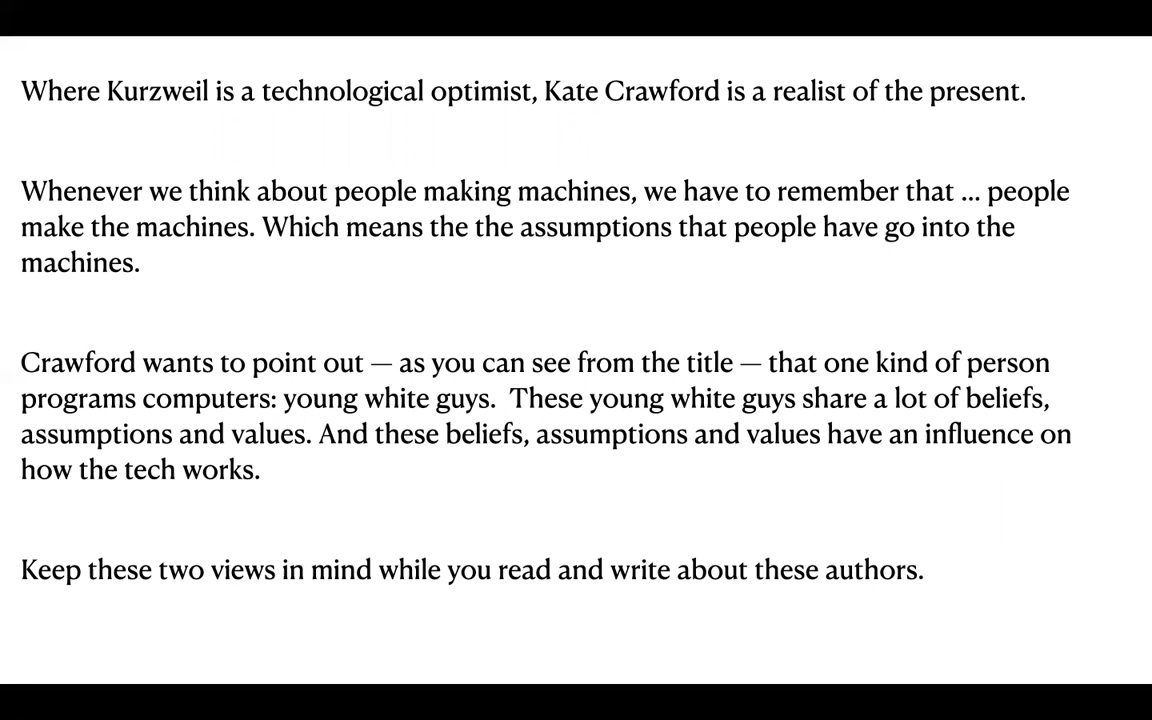 Where Kurzweil is a technological optimist, Kate Crawford is a realist of the present.
Whenever we think about people making machines, we have to remember that ... people
make the machines. Which means the the assumptions that people have go into the
machines.
Crawford wants to point out — as you can see from the title — that one kind of person
programs computers: young white guys.  These young white guys share a lot of beliefs,
assumptions and values. And these beliefs, assumptions and values have an influence on
how the tech works.
Keep these two views in mind while you read and write about these authors.